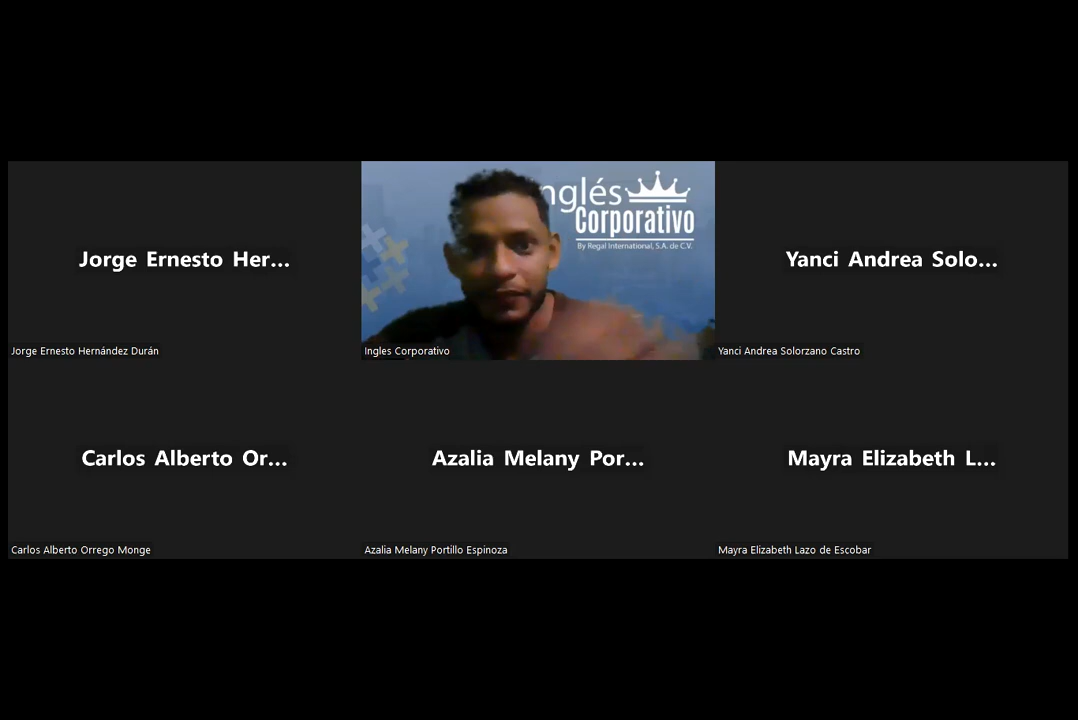 Jorge Ernesto Her...
Jorge Ernesto Hernández Durán
nglés
Corporativo
By Regal International, S.A. de C.V.
Ingles Corporativo
Yanci Andrea Solo...
Yanci Andrea Solorzano Castro
Carlos Alberto Or...
Carlos Alberto Orrego Monge
Azalia Melany Por...
Azalia Melany Portillo Espinoza
Mayra Elizabeth L...
Mayra Elizabeth Lazo de Escobar